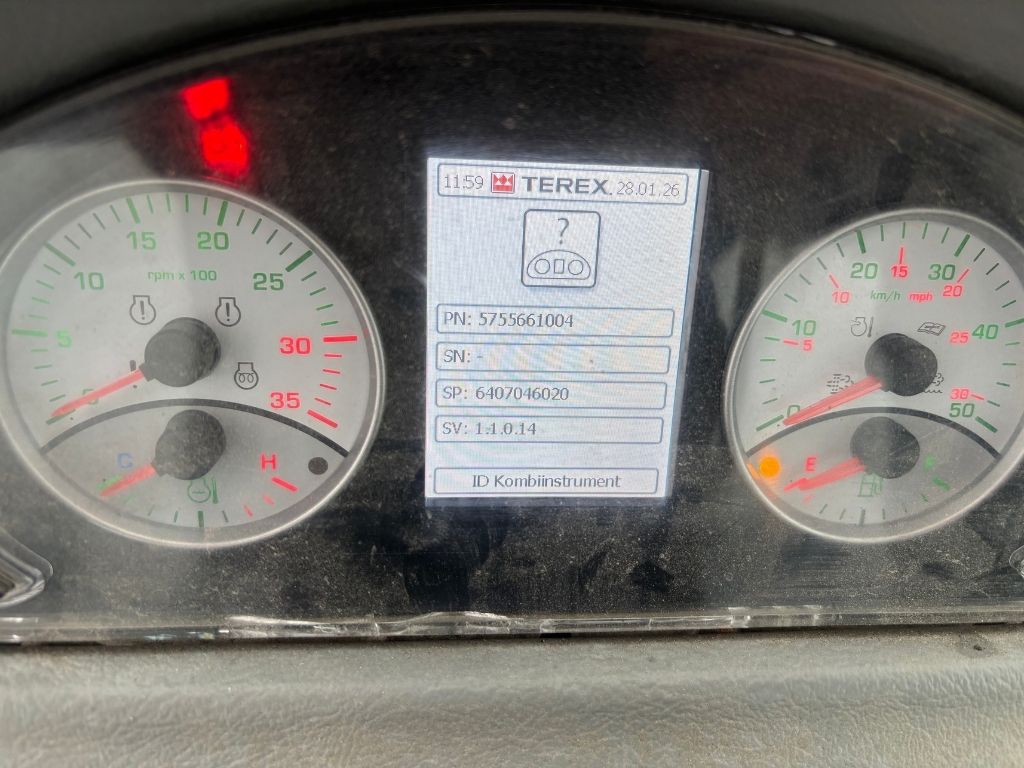 11:59 TEREX. 28.01.26
?
PN: 5755661004
SN: -
SP: 6407046020
SV: 1.1.0.14
ID Kombiinstrument
5
10
15
20
25
30
35
rpm x 100
C
H
0
10
20
30
40
50
km/h mph
5
10
15
20
25
30
E
F